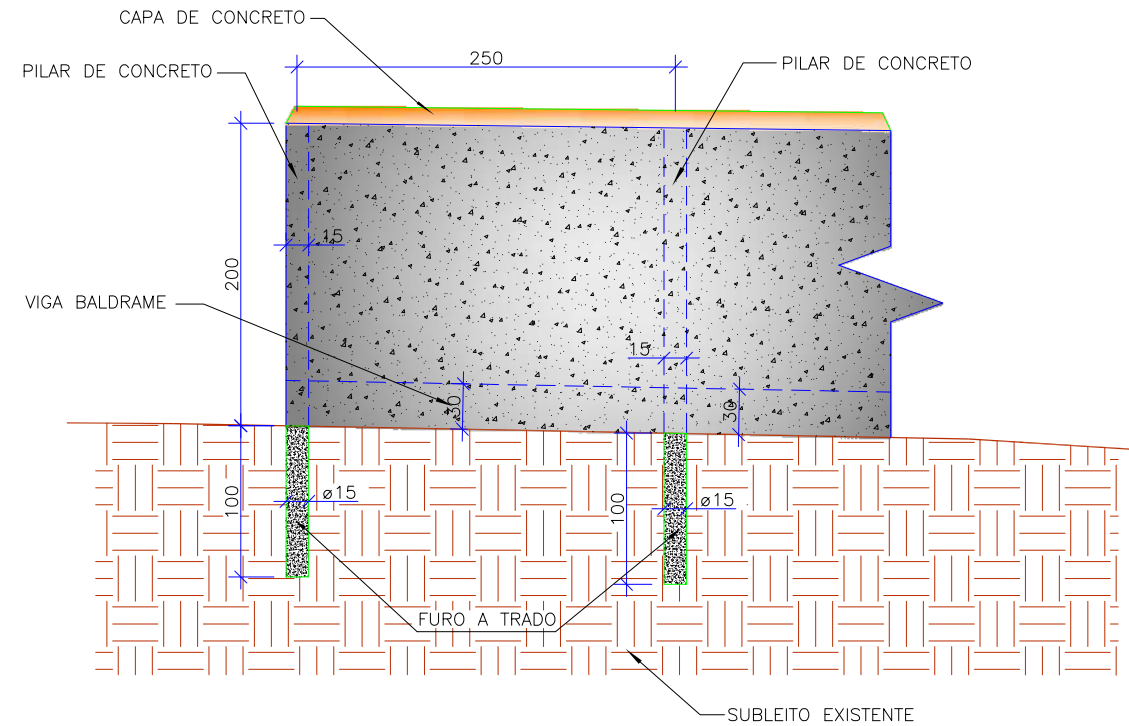 CAPA DE CONCRETO
250
PILAR DE CONCRETO
PILAR DE CONCRETO
15
200
VIGA BALDRAME
15
30
30
100
ø15
100
ø15
FURO A TRADO
SUBLEITO EXISTENTE